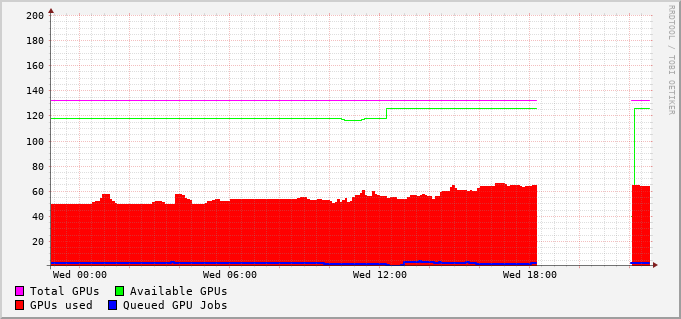 200
180
160
140
120
100
80
60
40
20
Wed 00:00 Wed 06:00 Wed 12:00 Wed 18:00
Total GPUs Available GPUs
GPUs used Queued GPU Jobs
RRDTOOL / TOBI OETIKER